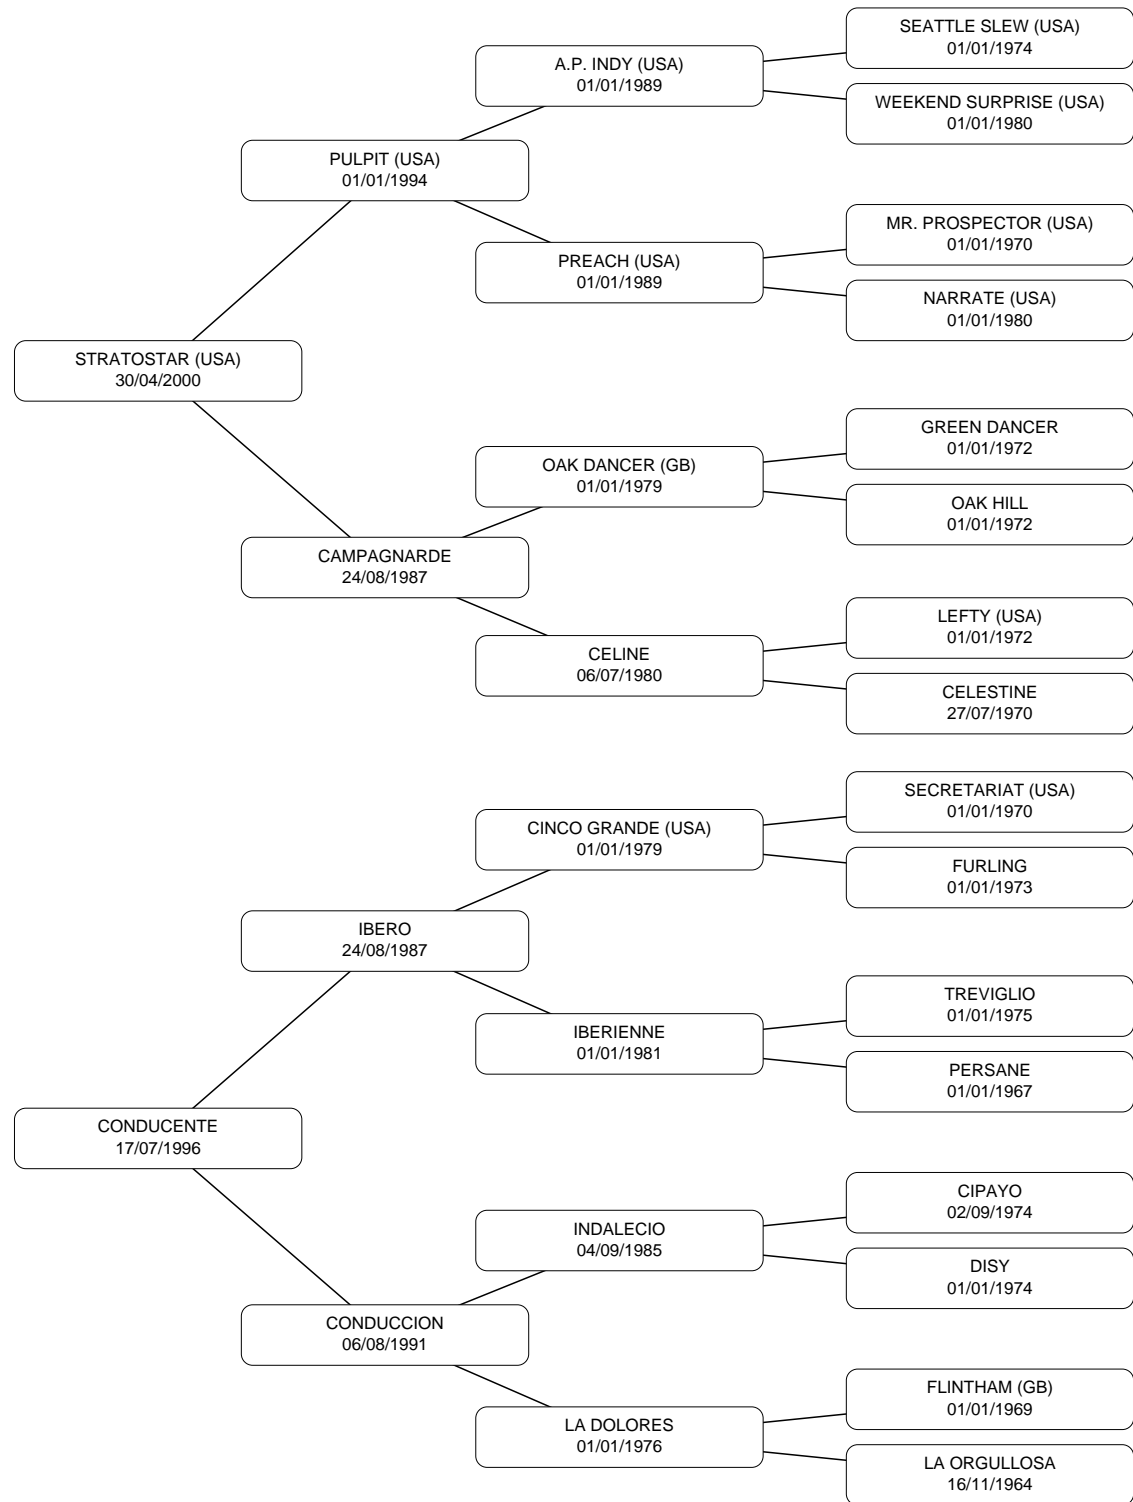 SEATTLE SLEW (USA)
01/01/1974
A.P. INDY (USA)
01/01/1989
WEEKEND SURPRISE (USA)
01/01/1980
PULPIT (USA)
01/01/1994
MR. PROSPECTOR (USA)
01/01/1970
PREACH (USA)
01/01/1989
NARRATE (USA)
01/01/1980
STRATOSTAR (USA)
30/04/2000
GREEN DANCER
01/01/1972
OAK DANCER (GB)
01/01/1979
OAK HILL
01/01/1972
CAMPAGNARDE
24/08/1987
LEFTY (USA)
01/01/1972
CELINE
06/07/1980
CELESTINE
27/07/1970
SECRETARIAT (USA)
01/01/1970
CINCO GRANDE (USA)
01/01/1979
FURLING
01/01/1973
IBERO
24/08/1987
TREVIGLIO
01/01/1975
IBERIENNE
01/01/1981
PERSANE
01/01/1967
CONDUCENTE
17/07/1996
CIPAYO
02/09/1974
INDALECIO
04/09/1985
DISY
01/01/1974
CONDUCCION
06/08/1991
FLINTHAM (GB)
01/01/1969
LA DOLORES
01/01/1976
LA ORGULLOSA
16/11/1964